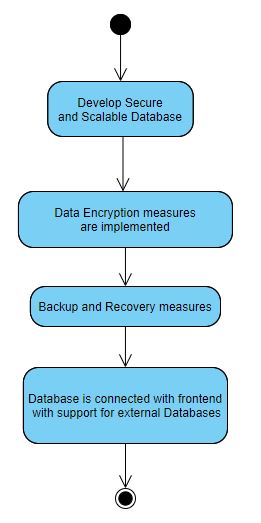 Develop Secure
and Scalable Database
Data Encryption measures
are implemented
Backup and Recovery measures
Database is connected with frontend
with support for external Databases